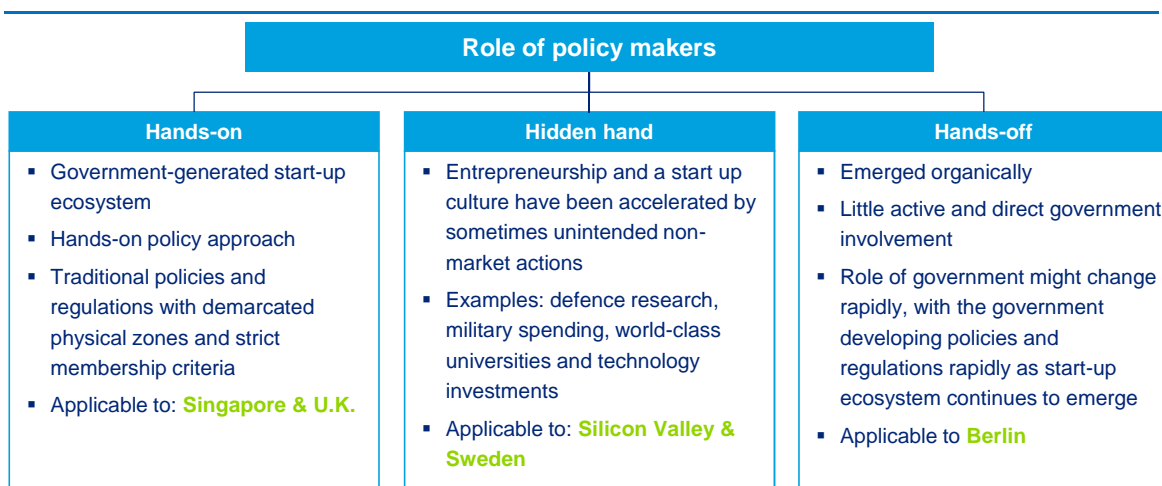 Role of policy makers
Hands-on
▪ Government-generated start-up
ecosystem
▪ Hands-on policy approach
▪ Traditional policies and
regulations with demarcated
physical zones and strict
membership criteria
▪ Applicable to: Singapore & U.K.
Hidden hand
▪ Entrepreneurship and a start up
culture have been accelerated by
sometimes unintended non-
market actions
▪ Examples: defence research,
military spending, world-class
universities and technology
investments
▪ Applicable to: Silicon Valley &
Sweden
Hands-off
▪ Emerged organically
▪ Little active and direct government
involvement
▪ Role of government might change
rapidly, with the government
developing policies and
regulations rapidly as start-up
ecosystem continues to emerge
▪ Applicable to Berlin